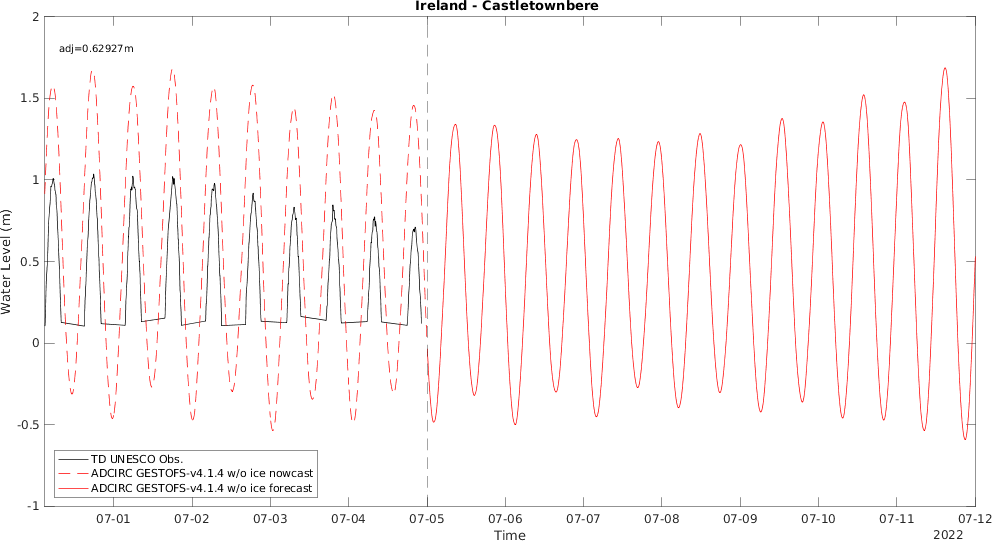 Ireland - Castletownbere
adj=0.62927m
2
1.5
1
0.5
0
-0.5
-1
Water Level (m)
TD UNESCO Obs.
ADCIRC GESTOFS-v4.1.4 w/o ice nowcast
ADCIRC GESTOFS-v4.1.4 w/o ice forecast
07-01 07-02 07-03 07-04 07-05 07-06 07-07 07-08 07-09 07-10 07-11 07-12
Time
2022